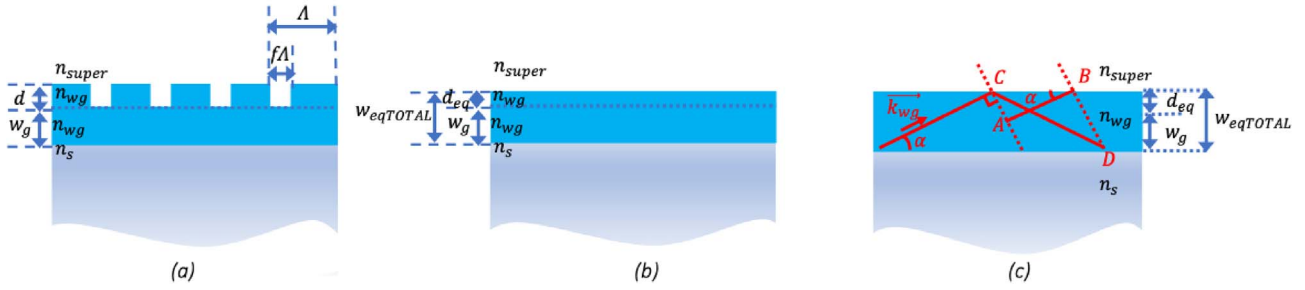 Λ
fΛ
n_super
d
n_wg
w_g
n_wg
n_s
(a)
n_super
d_eq
n_wg
w_eqTOTAL
w_g
n_wg
n_s
(b)
C
B
n_super
α
d_eq
k_wg
n_wg
A
w_eqTOTAL
w_g
α
D
n_s
(c)